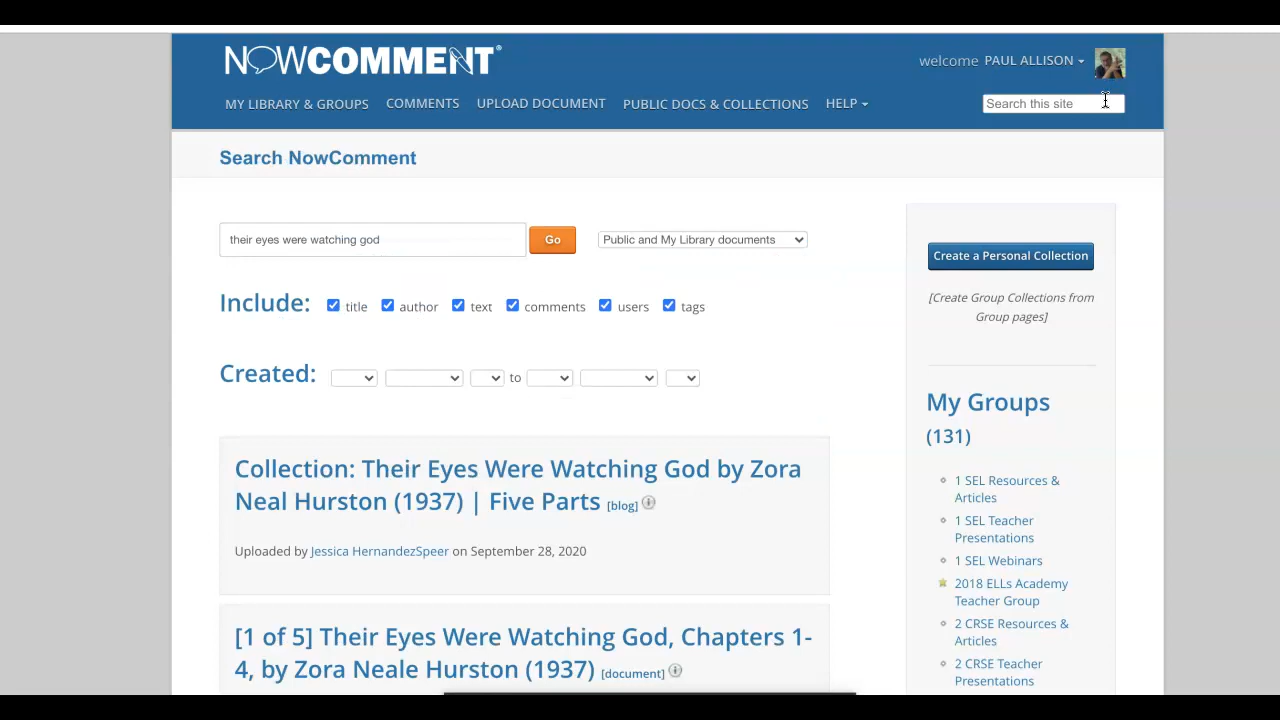 NOWCOMMENT®
welcome PAUL ALLISON
MY LIBRARY & GROUPS COMMENTS UPLOAD DOCUMENT PUBLIC DOCS & COLLECTIONS HELP
Search this site
Search NowComment
their eyes were watching god
Go
Public and My Library documents
Include: title author text comments users tags
Created: to
Collection: Their Eyes Were Watching God by Zora
Neal Hurston (1937) | Five Parts [blog]
Uploaded by Jessica HernandezSpeer on September 28, 2020
[1 of 5] Their Eyes Were Watching God, Chapters 1-
4, by Zora Neale Hurston (1937) [document]
Create a Personal Collection
[Create Group Collections from
Group pages]
My Groups
(131)
1 SEL Resources &
Articles
1 SEL Teacher
Presentations
1 SEL Webinars
2018 ELLs Academy
Teacher Group
2 CRSE Resources &
Articles
2 CRSE Teacher
Presentations